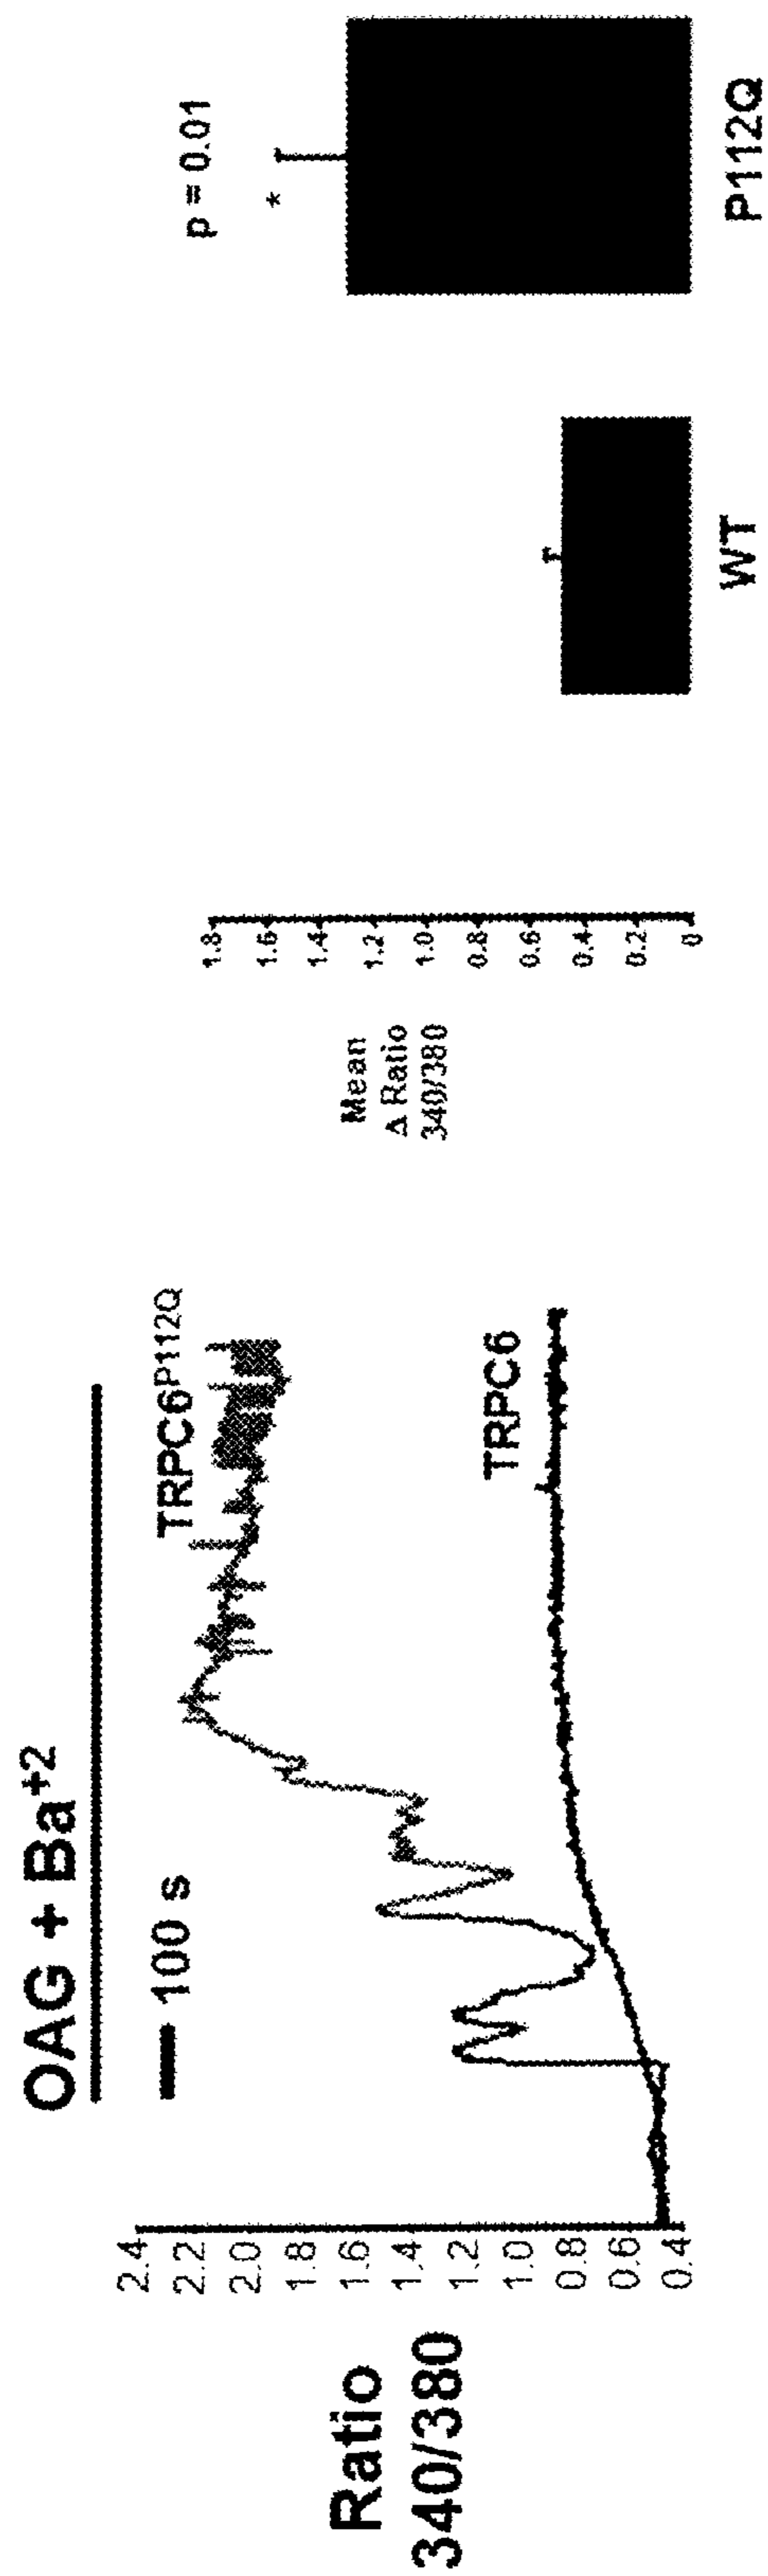 OAG + Ba+2
100 s
TRPC6P112Q
TRPC6
Ratio
340/380
2.4
2.2
2.0
1.8
1.6
1.4
1.2
1.0
0.8
0.6
0.4
p = 0.01
*
Mean
Δ Ratio
340/380
1.8
1.6
1.4
1.2
1.0
0.8
0.6
0.4
0.2
0
WT
P112Q